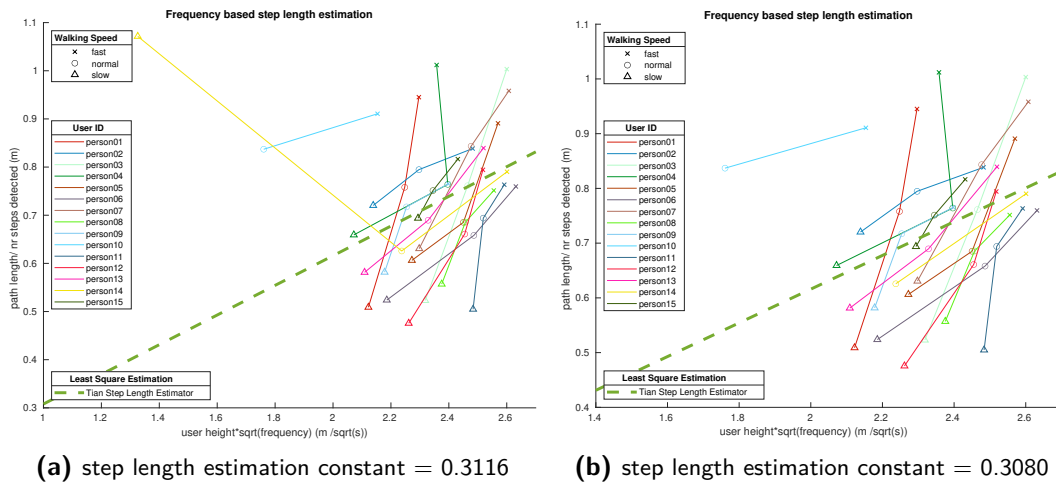 Frequency based step length estimation
1.1
1
0.9
0.8
0.7
0.6
0.5
0.4
0.3
path length/ nr steps detected (m)
Walking Speed
fast
normal
slow
User ID
person01
person02
person03
person04
person05
person06
person07
person08
person09
person10
person11
person12
person13
person14
person15
Least Square Estimation
Tian Step Length Estimator
1 1.2 1.4 1.6 1.8 2 2.2 2.4 2.6
user height*sqrt(frequency) (m /sqrt(s))
(a) step length estimation constant = 0.3116
Frequency based step length estimation
1.1
1
0.9
0.8
0.7
0.6
0.5
0.4
path length/ nr steps detected (m)
Walking Speed
fast
normal
slow
User ID
person01
person02
person03
person04
person05
person06
person07
person08
person09
person10
person11
person12
person13
person14
person15
Least Square Estimation
Tian Step Length Estimator
1.4 1.6 1.8 2 2.2 2.4 2.6
user height*sqrt(frequency) (m /sqrt(s))
(b) step length estimation constant = 0.3080